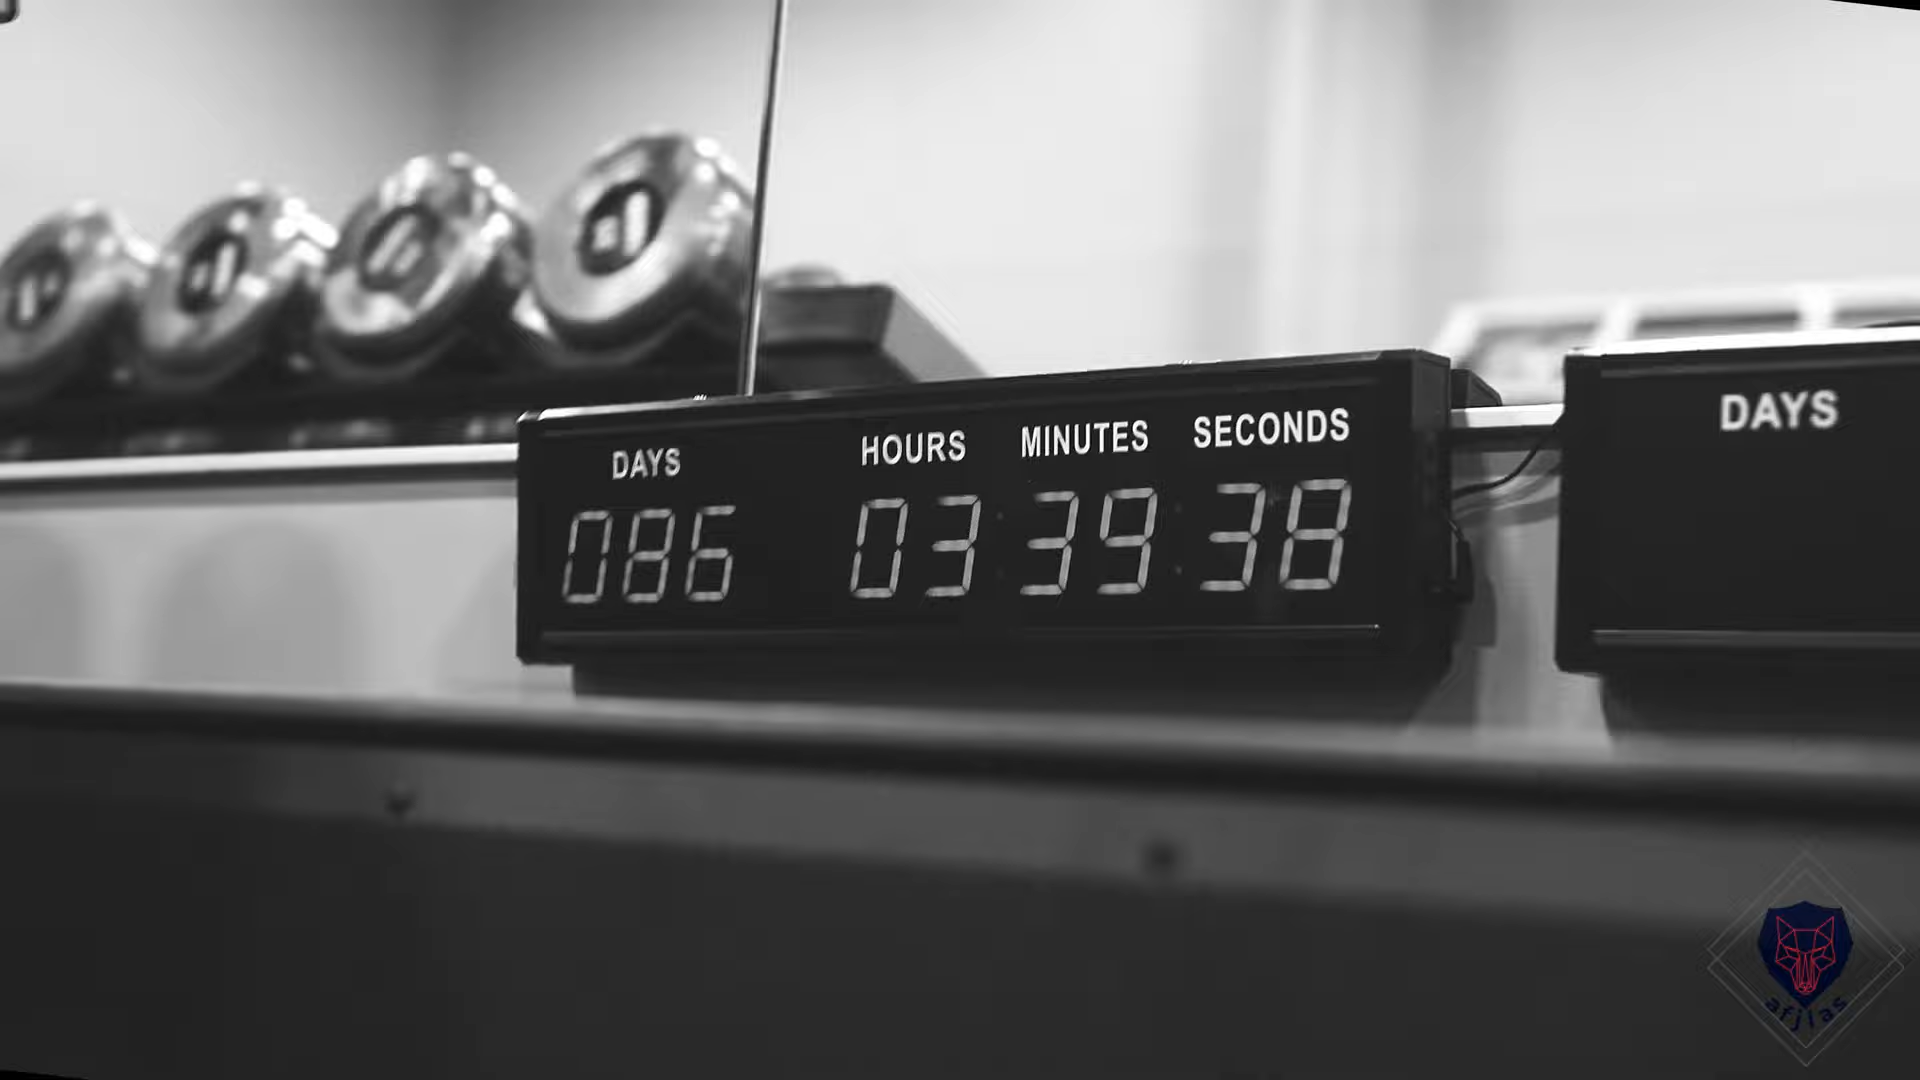 DAYS HOURS MINUTES SECONDS
086 03:39:38
DAYS
afjlas